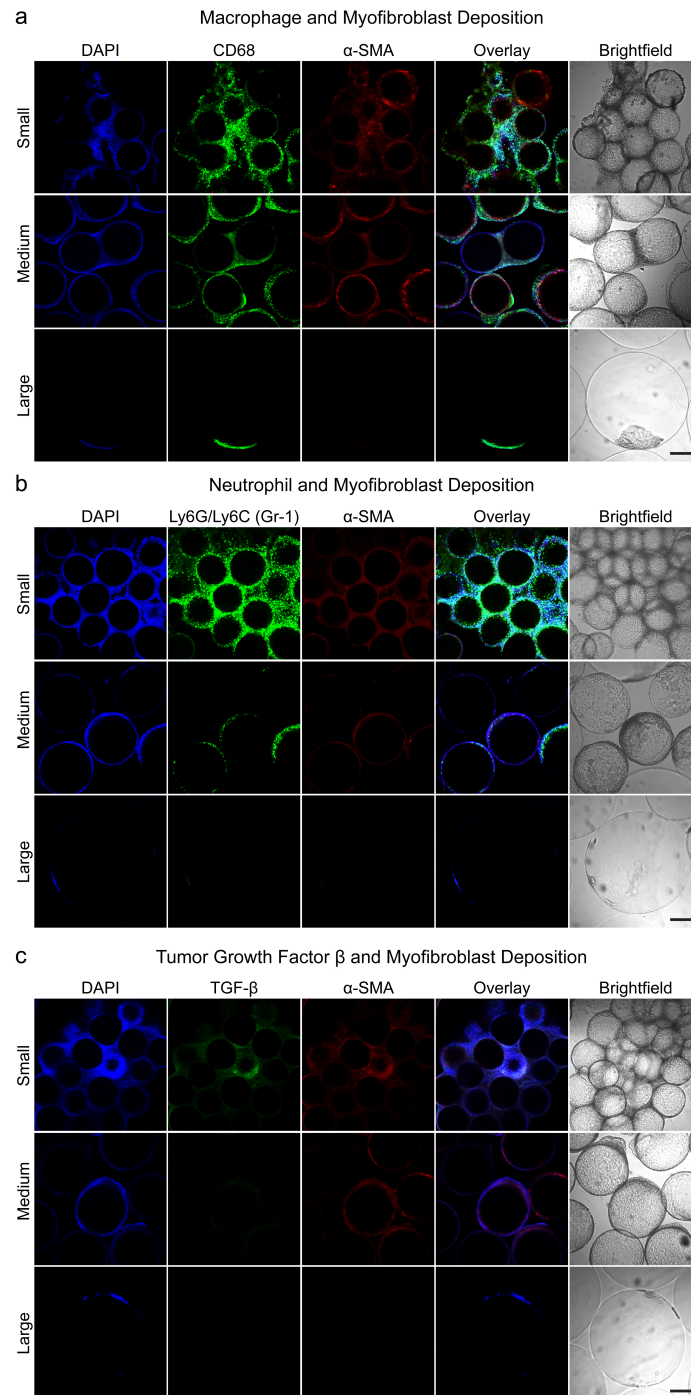 a
Macrophage and Myofibroblast Deposition
DAPI CD68 α-SMA Overlay Brightfield
Small
Medium
Large
b
Neutrophil and Myofibroblast Deposition
DAPI Ly6G/Ly6C (Gr-1) α-SMA Overlay Brightfield
Small
Medium
Large
c
Tumor Growth Factor β and Myofibroblast Deposition
DAPI TGF-β α-SMA Overlay Brightfield
Small
Medium
Large